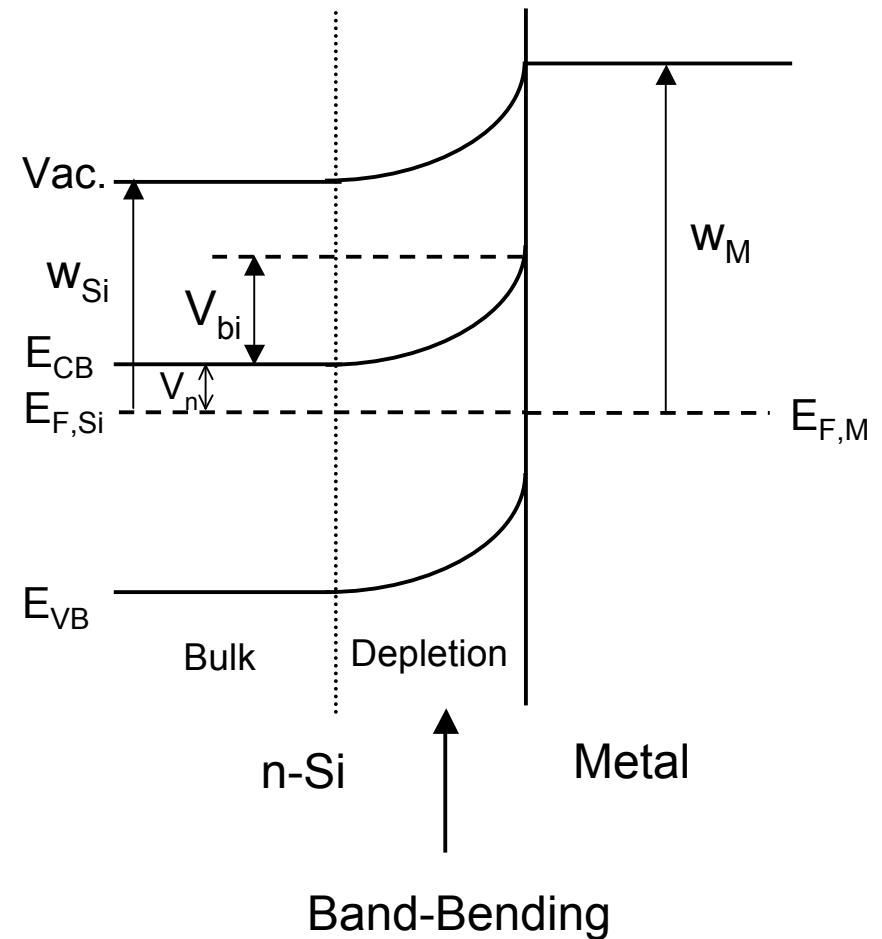 Vac.
w_Si
w_M
V_bi
E_CB
V_n
E_F,Si
E_F,M
E_VB
Bulk
Depletion
n-Si
Metal
Band-Bending